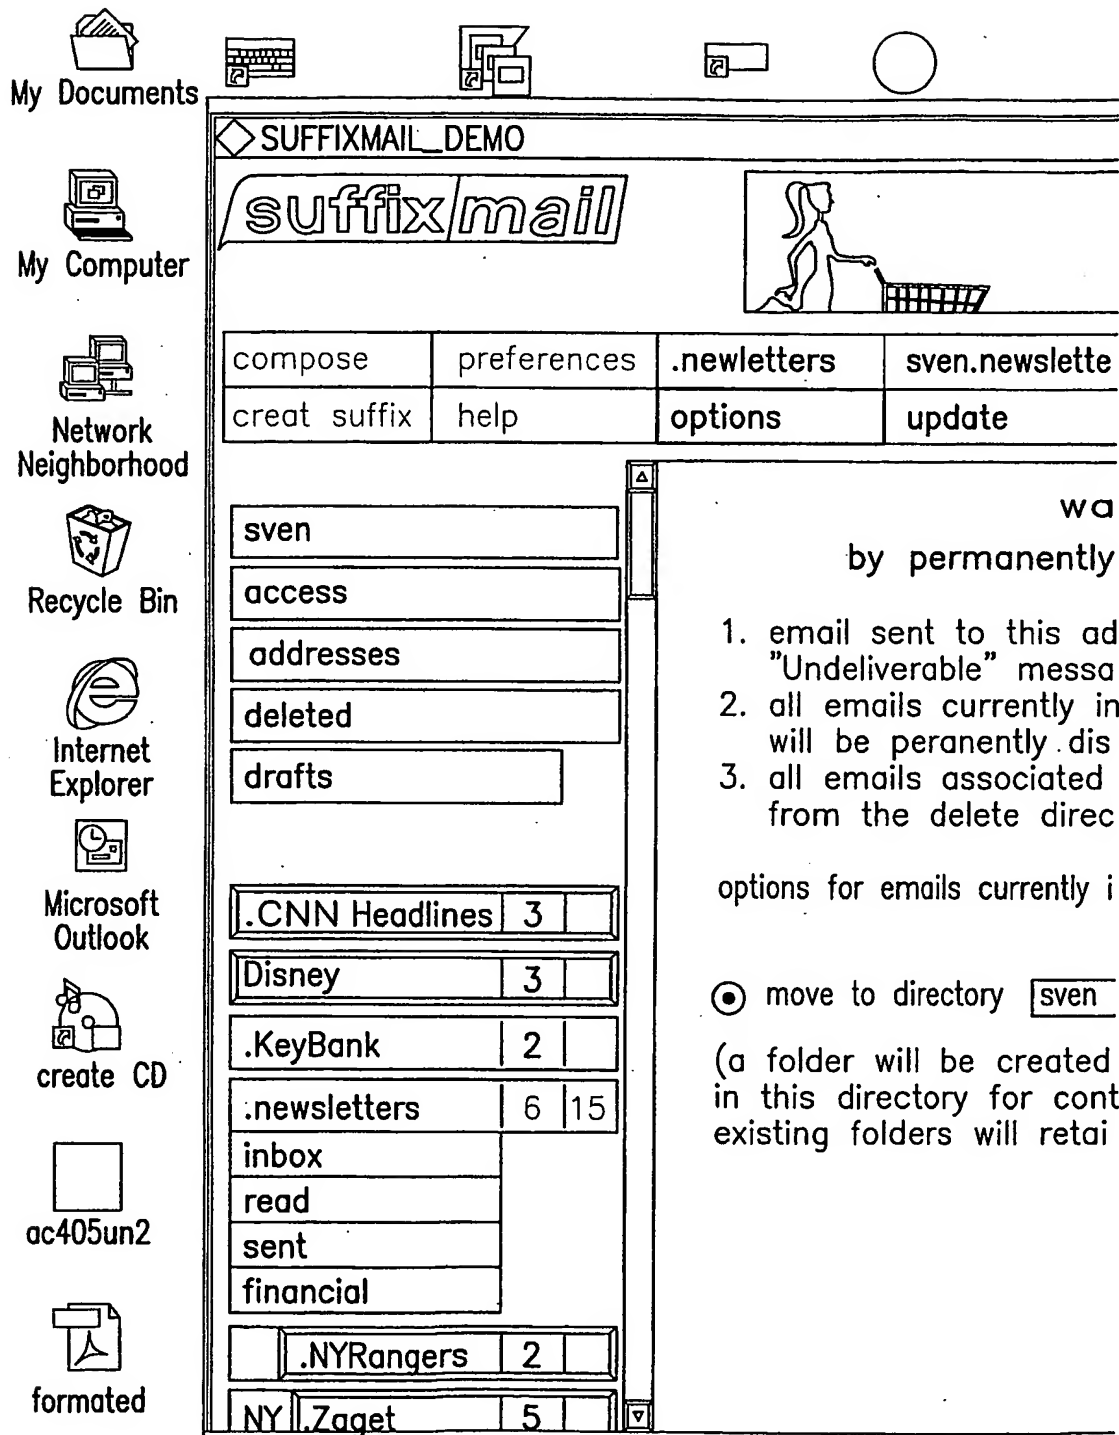 My Documents
My Computer
Network
Neighborhood
Recycle Bin
Internet
Explorer
Microsoft
Outlook
create CD
ac405un2
formated
SUFFIXMAIL_DEMO
suffix mail
compose preferences .newletters sven.newslette
creat suffix help options update
sven
access
addresses
deleted
drafts
.CNN Headlines 3
Disney 3
.KeyBank 2
.newsletters 6 15
inbox
read
sent
financial
.NYRangers 2
NY .Zaget 5
wa
by permanently
1. email sent to this ad
"Undeliverable" messa
2. all emails currently in
will be peranently dis
3. all emails associated
from the delete direc
options for emails currently i
move to directory sven
(a folder will be created
in this directory for cont
existing folders will retai